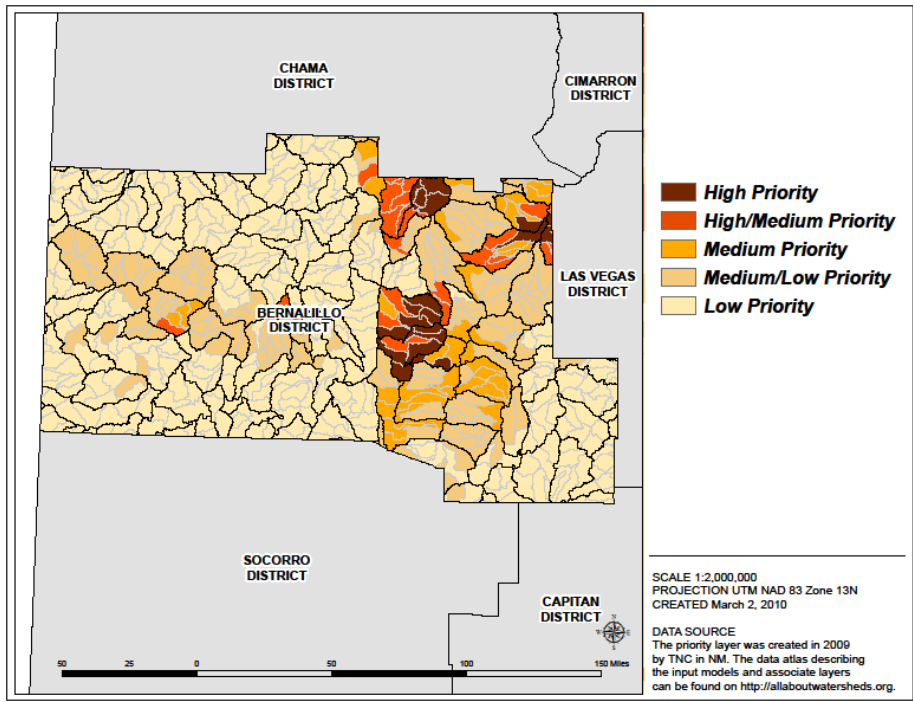 CHAMA
DISTRICT
CIMARRON
DISTRICT
High Priority
High/Medium Priority
Medium Priority
Medium/Low Priority
Low Priority
LAS VEGAS
DISTRICT
BERNALILLO
DISTRICT
SOCORRO
DISTRICT
CAPITAN
DISTRICT
N
W
E
S
50 25 0 50 100 150 Miles
SCALE 1:2,000,000
PROJECTION UTM NAD 83 Zone 13N
CREATED March 2, 2010
DATA SOURCE
The priority layer was created in 2009
by TNC in NM. The data atlas describing
the input models and associate layers
can be found on http://allaboutwatersheds.org.